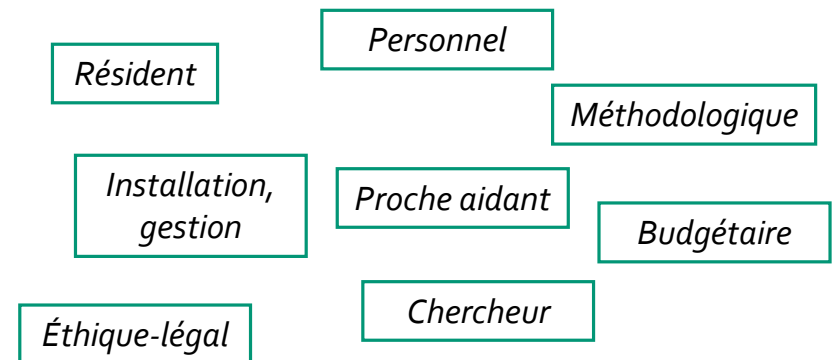 Personnel
Résident
Méthodologique
Installation,
gestion
Proche aidant
Budgétaire
Chercheur
Éthique-légal